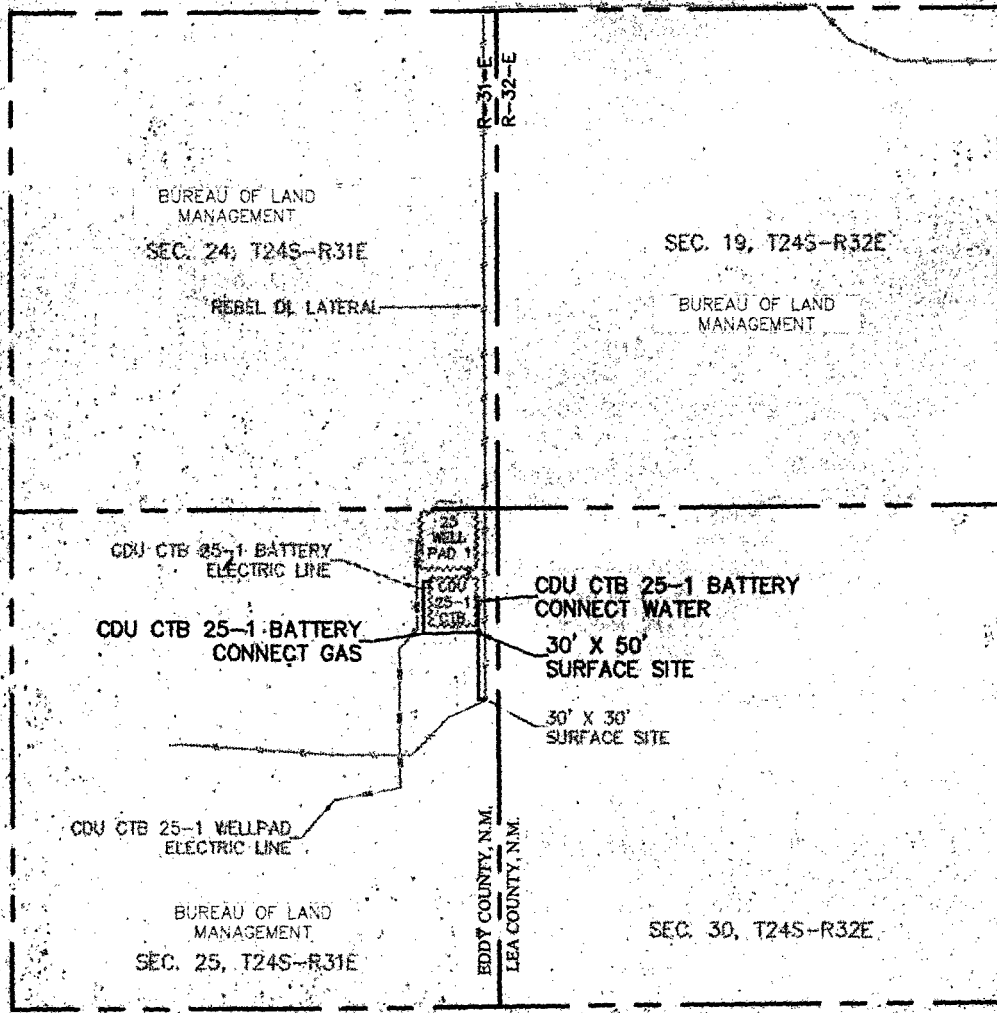 R-31-E
R-32-E
BUREAU OF LAND
MANAGEMENT
SEC. 24, T24S-R31E
SEC. 19, T24S-R32E
REBEL DL LATERAL
BUREAU OF LAND
MANAGEMENT
25
WELL
PAD 1
CDU CTB 25-1 BATTERY
ELECTRIC LINE
CDU
25-1
CTB
CDU CTB 25-1 BATTERY
CONNECT WATER
CDU CTB 25-1 BATTERY
CONNECT GAS
30' X 50'
SURFACE SITE
30' X 30'
SURFACE SITE
CDU CTB 25-1 WELLPAD
ELECTRIC LINE
EDDY COUNTY, N.M.
LEA COUNTY, N.M.
BUREAU OF LAND
MANAGEMENT
SEC. 25, T24S-R31E
SEC. 30, T24S-R32E